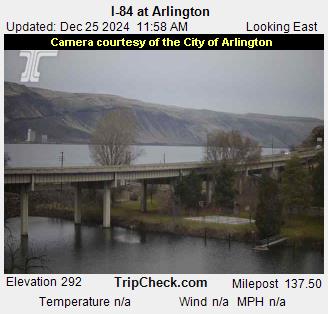 I-84 at Arlington
Updated: Dec 25 2024 11:58 AM Looking East
Camera courtesy of the City of Arlington
Elevation 292 TripCheck.com Milepost 137.50
Temperature n/a Wind n/a MPH n/a